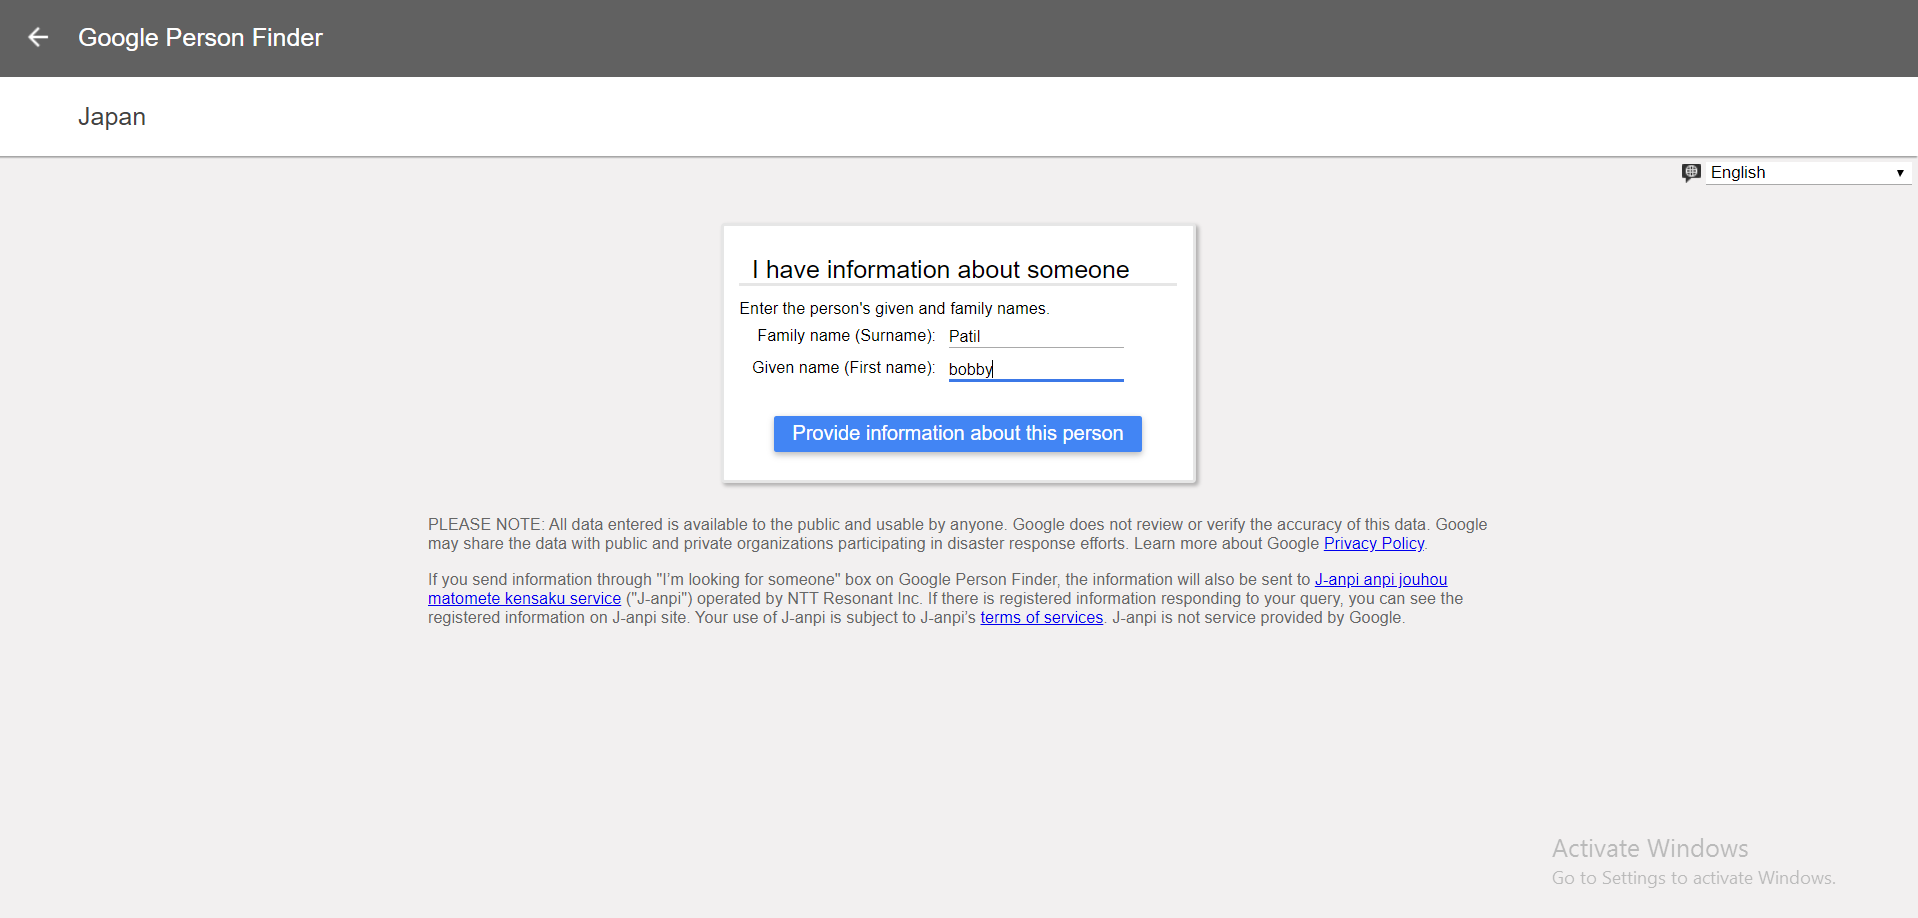 Google Person Finder
Japan
English
I have information about someone
Enter the person's given and family names.
Family name (Surname): Patil
Given name (First name): bobby
Provide information about this person
PLEASE NOTE: All data entered is available to the public and usable by anyone. Google does not review or verify the accuracy of this data. Google
may share the data with public and private organizations participating in disaster response efforts. Learn more about Google Privacy Policy.
If you send information through "I'm looking for someone" box on Google Person Finder, the information will also be sent to J-anpi anpi jouhou
matomete kensaku service ("J-anpi") operated by NTT Resonant Inc. If there is registered information responding to your query, you can see the
registered information on J-anpi site. Your use of J-anpi is subject to J-anpi's terms of services. J-anpi is not service provided by Google.
Activate Windows
Go to Settings to activate Windows.